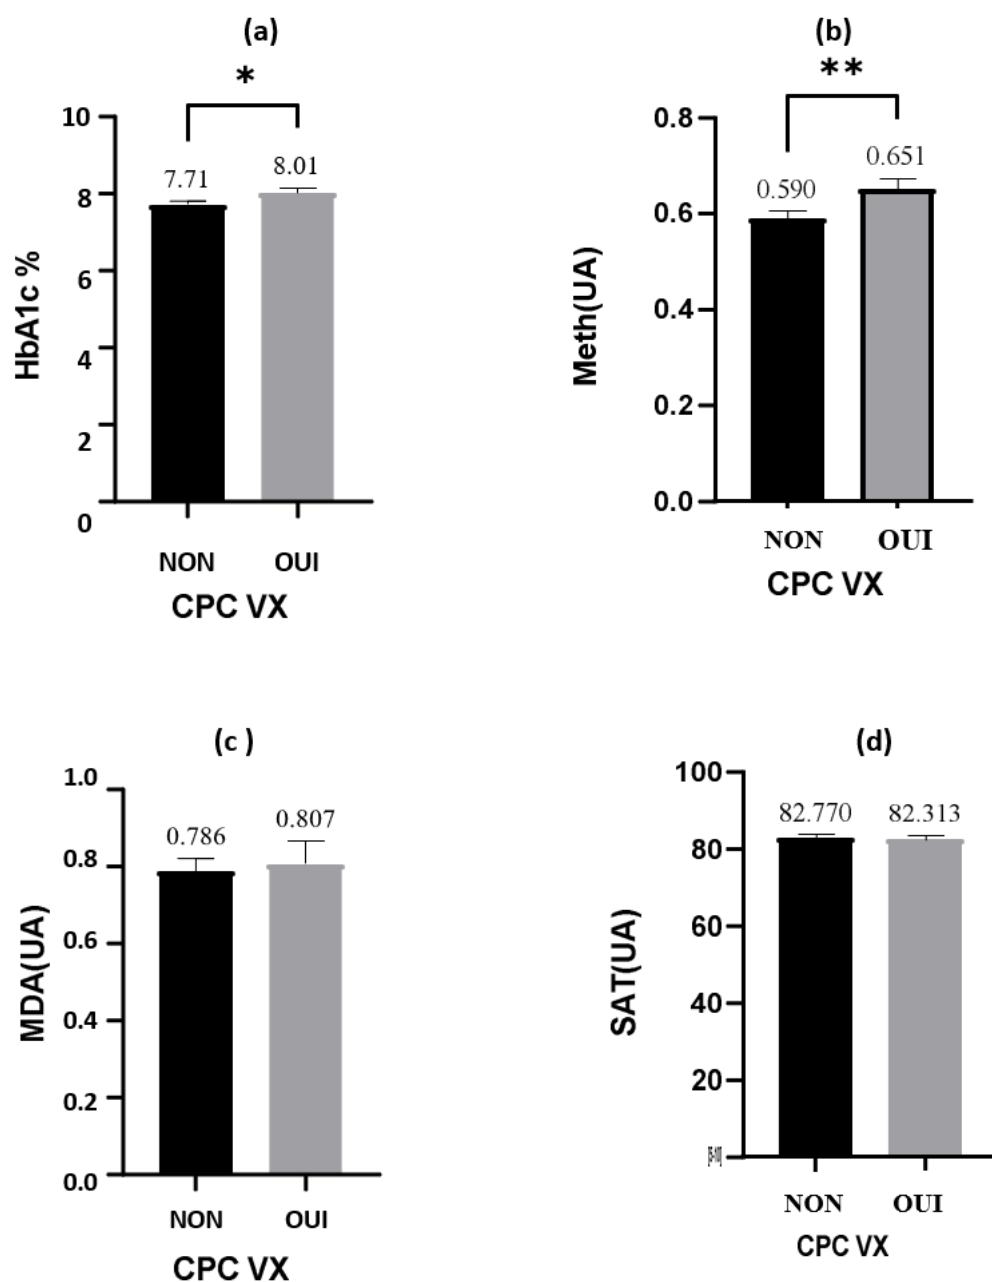 (a)
*
10
7.71
8.01
8
6
4
2
0
HbA1c %
NON OUI
CPC VX
(b)
**
0.8
0.590
0.651
0.6
0.4
0.2
0.0
Meth(UA)
NON OUI
CPC VX
(c )
1.0
0.786
0.807
0.8
0.6
0.4
0.2
0.0
MDA(UA)
NON OUI
CPC VX
(d)
100
82.770 82.313
80
60
40
20
SAT(UA)
NON OUI
CPC VX